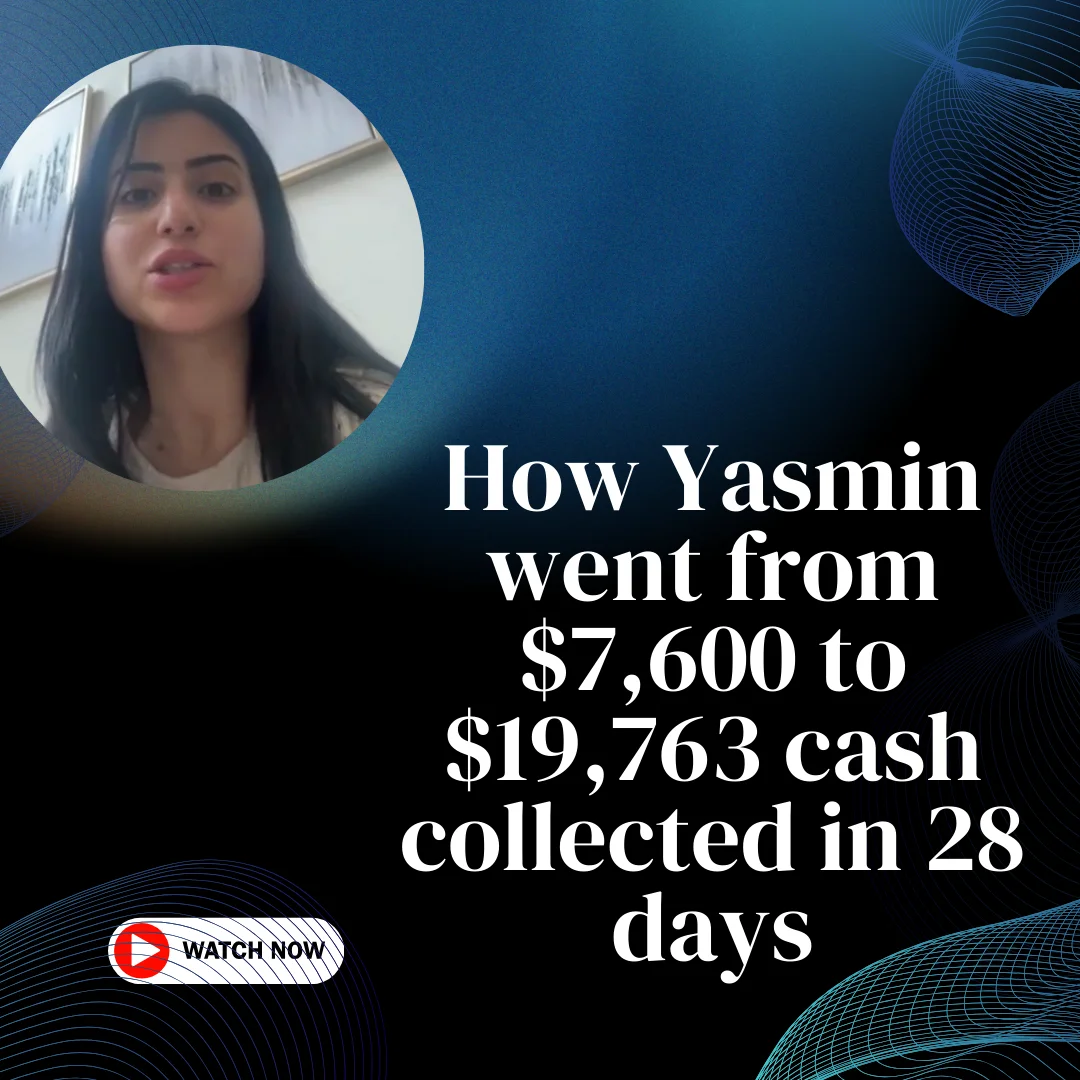 How Yasmin
went from
$7,600 to
$19,763 cash
collected in 28
days
WATCH NOW